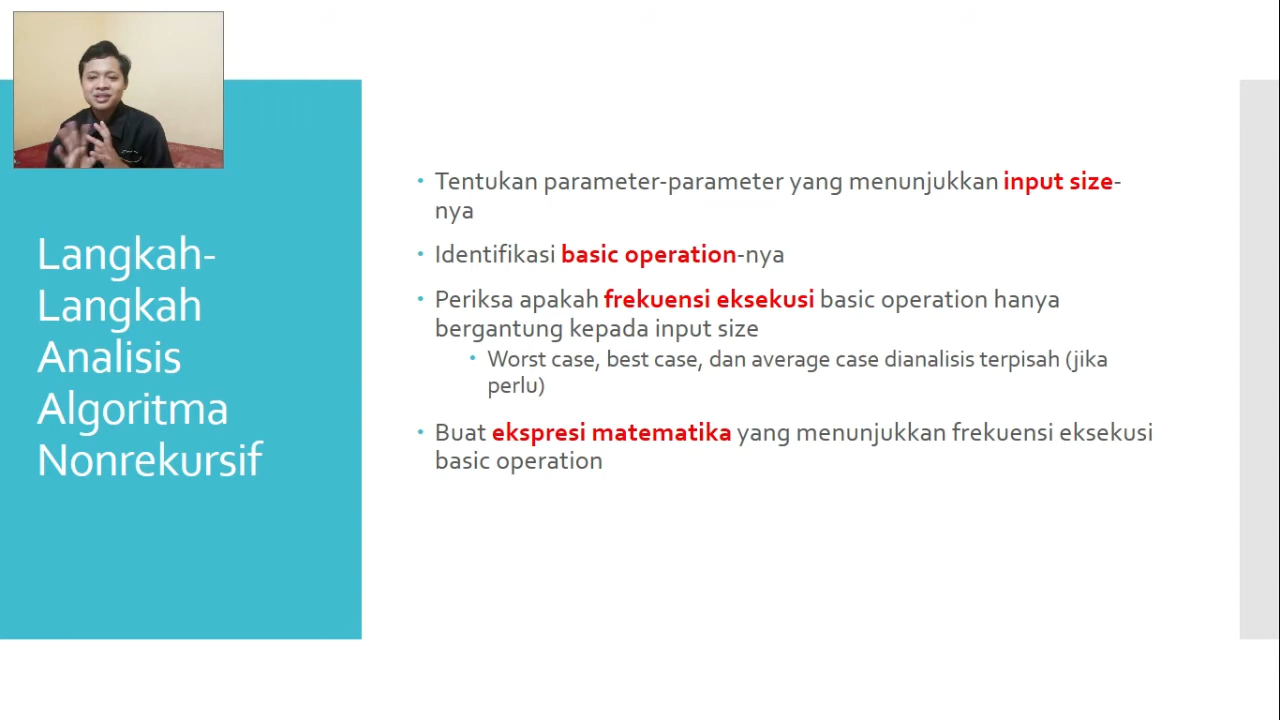 Langkah-
Langkah
Analisis
Algoritma
Nonrekursif
• Tentukan parameter-parameter yang menunjukkan input size-
nya
• Identifikasi basic operation-nya
• Periksa apakah frekuensi eksekusi basic operation hanya
bergantung kepada input size
• Worst case, best case, dan average case dianalisis terpisah (jika
perlu)
• Buat ekspresi matematika yang menunjukkan frekuensi eksekusi
basic operation